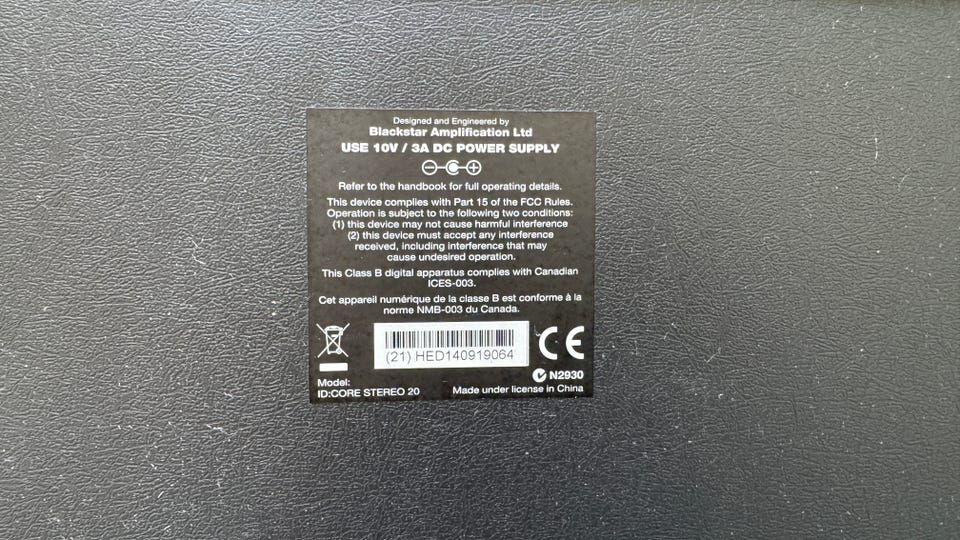 Designed and Engineered by
Blackstar Amplification Ltd
USE 10V / 3A DC POWER SUPPLY
Refer to the handbook for full operating details.
This device complies with Part 15 of the FCC Rules.
Operation is subject to the following two conditions:
(1) this device may not cause harmful interference
(2) this device must accept any interference
received, including interference that may
cause undesired operation.
This Class B digital apparatus complies with Canadian
ICES-003.
Cet appareil numérique de la classe B est conforme à la
norme NMB-003 du Canada.
(21) HED140919064
CE
N2930
Model:
ID:CORE STEREO 20
Made under license in China